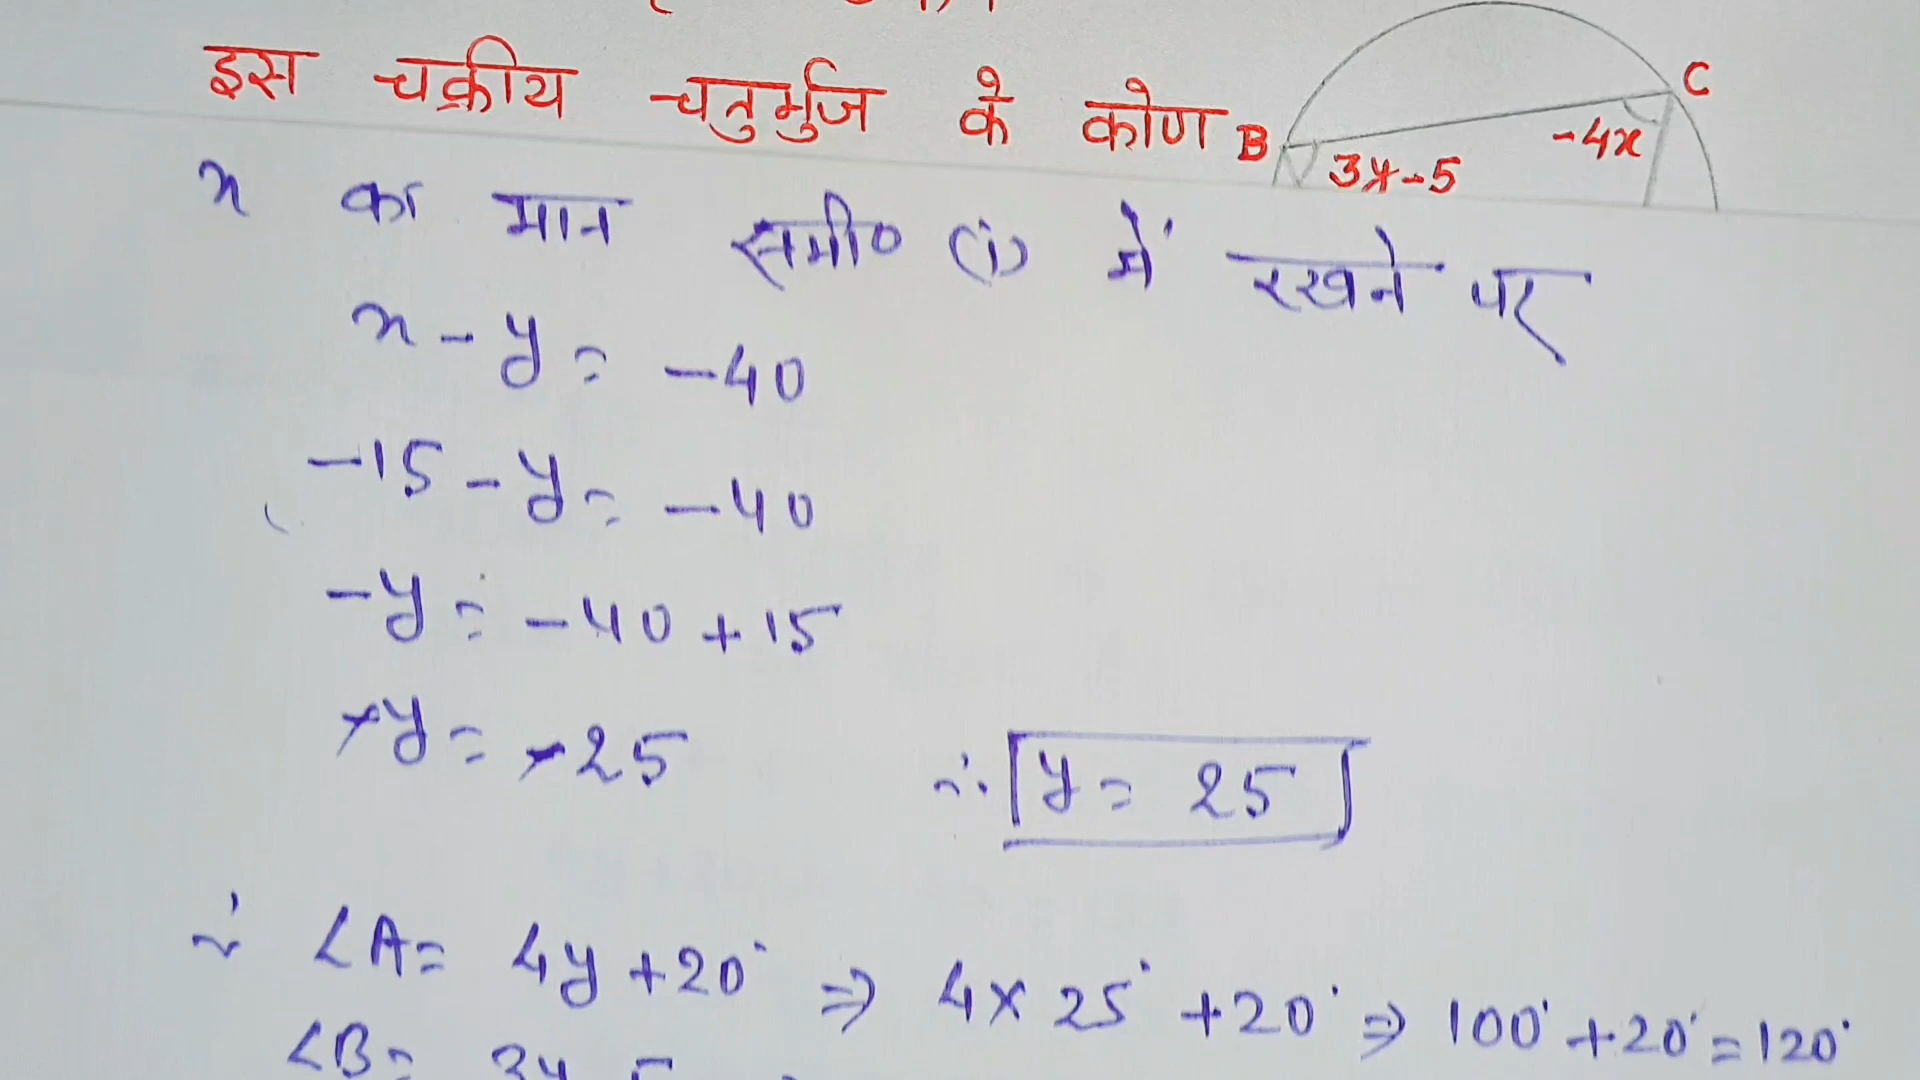 इस चक्रीय चतुर्भुज के कोण
B
C
3y-5
-4x
x का मान समी० (i) में रखने पर
x - y = -40
-15 - y = -40
-y = -40 + 15
-y = -25 ∴ y = 25
∴ ∠A = 4y + 20° ⇒ 4 × 25° + 20° ⇒ 100° + 20° = 120°
∠B =